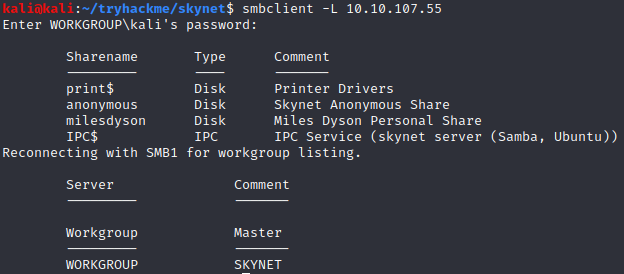 kali@kali:~/tryhackme/skynet$ smbclient -L 10.10.107.55
Enter WORKGROUP\kali's password:
Sharename Type Comment
--------- ---- -------
print$ Disk Printer Drivers
anonymous Disk Skynet Anonymous Share
milesdyson Disk Miles Dyson Personal Share
IPC$ IPC IPC Service (skynet server (Samba, Ubuntu))
Reconnecting with SMB1 for workgroup listing.
Server Comment
--------- -------
Workgroup Master
--------- -------
WORKGROUP SKYNET